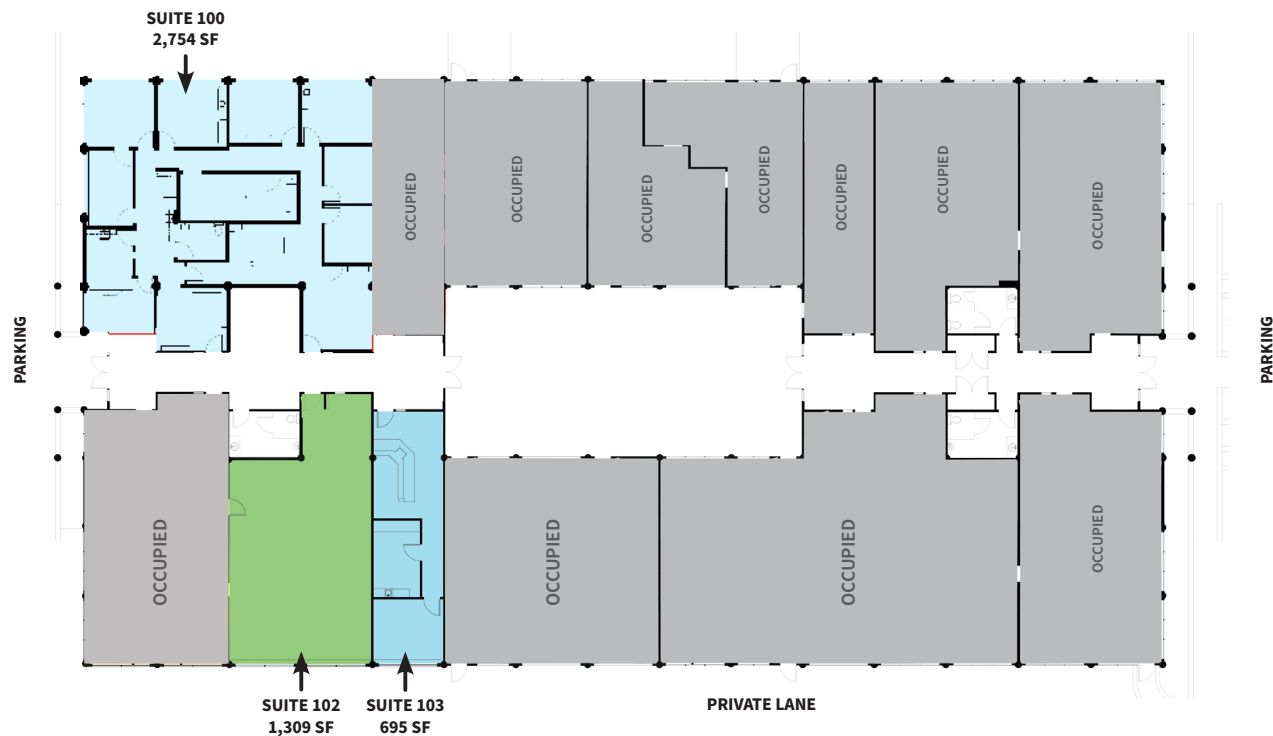 SUITE 100
2,754 SF
OCCUPIED
OCCUPIED
OCCUPIED
OCCUPIED
OCCUPIED
OCCUPIED
OCCUPIED
PARKING
PARKING
OCCUPIED
OCCUPIED
OCCUPIED
OCCUPIED
SUITE 102
1,309 SF
SUITE 103
695 SF
PRIVATE LANE